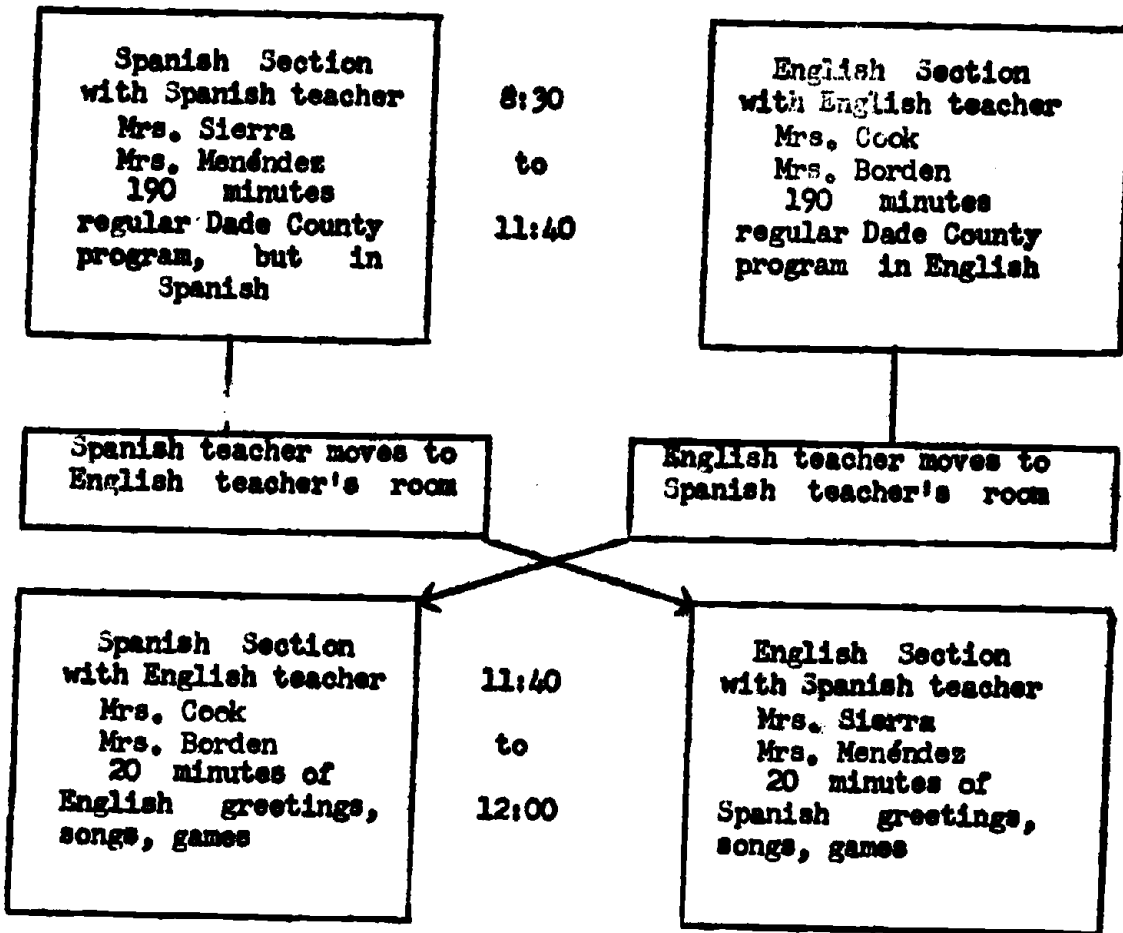 Spanish Section
with Spanish teacher
Mrs. Sierra
Mrs. Menéndez
190 minutes
regular Dade County
program, but in
Spanish
8:30
to
11:40
English Section
with English teacher
Mrs. Cook
Mrs. Borden
190 minutes
regular Dade County
program in English
Spanish teacher moves to
English teacher's room
English teacher moves to
Spanish teacher's room
Spanish Section
with English teacher
Mrs. Cook
Mrs. Borden
20 minutes of
English greetings,
songs, games
11:40
to
12:00
English Section
with Spanish teacher
Mrs. Sierra
Mrs. Menéndez
20 minutes of
Spanish greetings,
songs, games